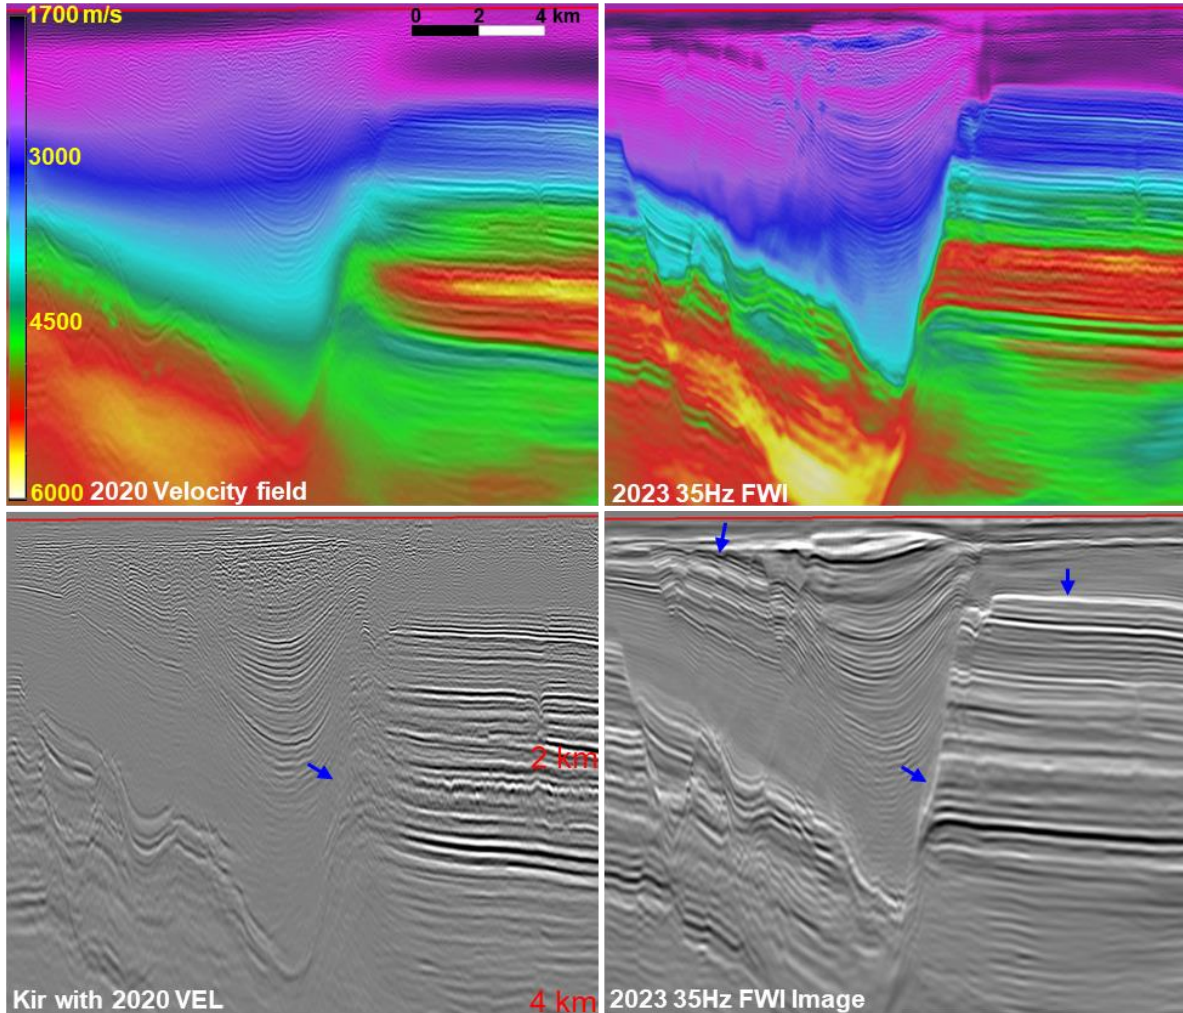 1700 m/s
0 2 4 km
3000
4500
6000
2020 Velocity field
2023 35Hz FWI
2 km
Kir with 2020 VEL
4 km
2023 35Hz FWI Image